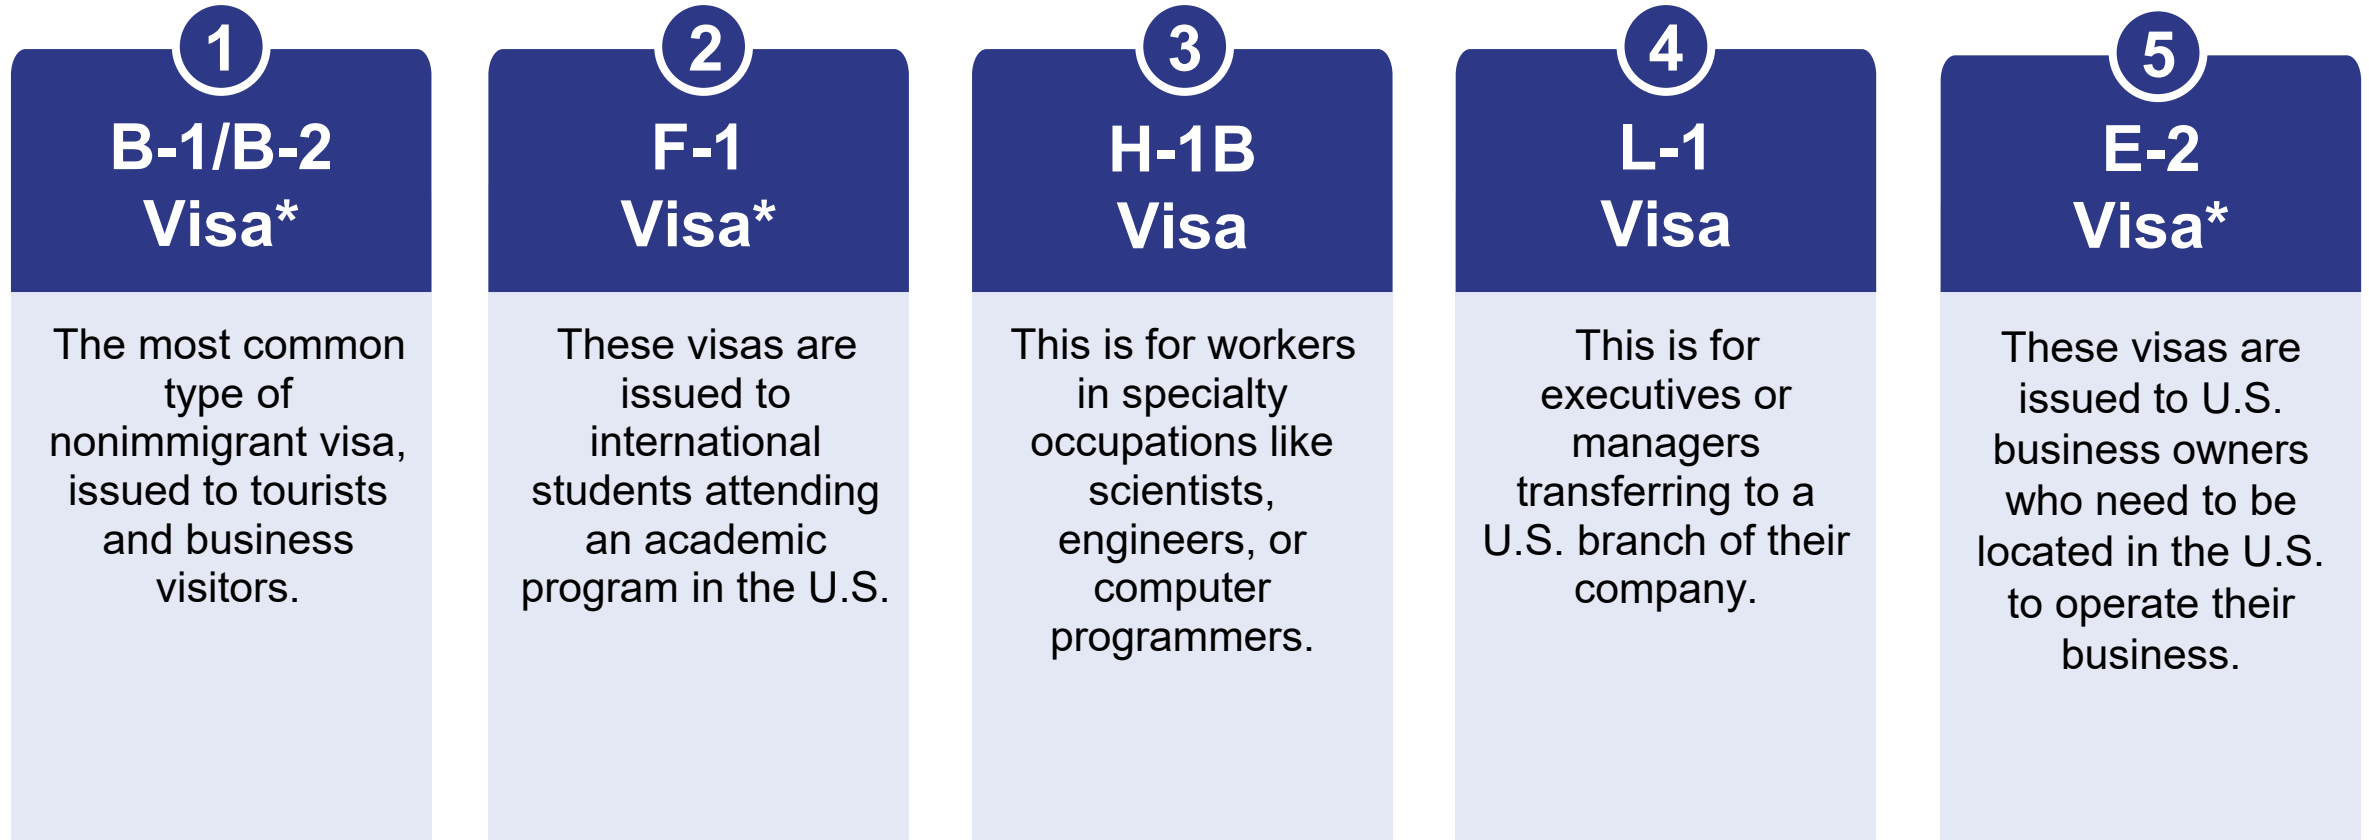 1
B-1/B-2
Visa*
The most common
type of
nonimmigrant visa,
issued to tourists
and business
visitors.
2
F-1
Visa*
These visas are
issued to
international
students attending
an academic
program in the U.S.
3
H-1B
Visa
This is for workers
in specialty
occupations like
scientists,
engineers, or
computer
programmers.
4
L-1
Visa
This is for
executives or
managers
transferring to a
U.S. branch of their
company.
5
E-2
Visa*
These visas are
issued to U.S.
business owners
who need to be
located in the U.S.
to operate their
business.